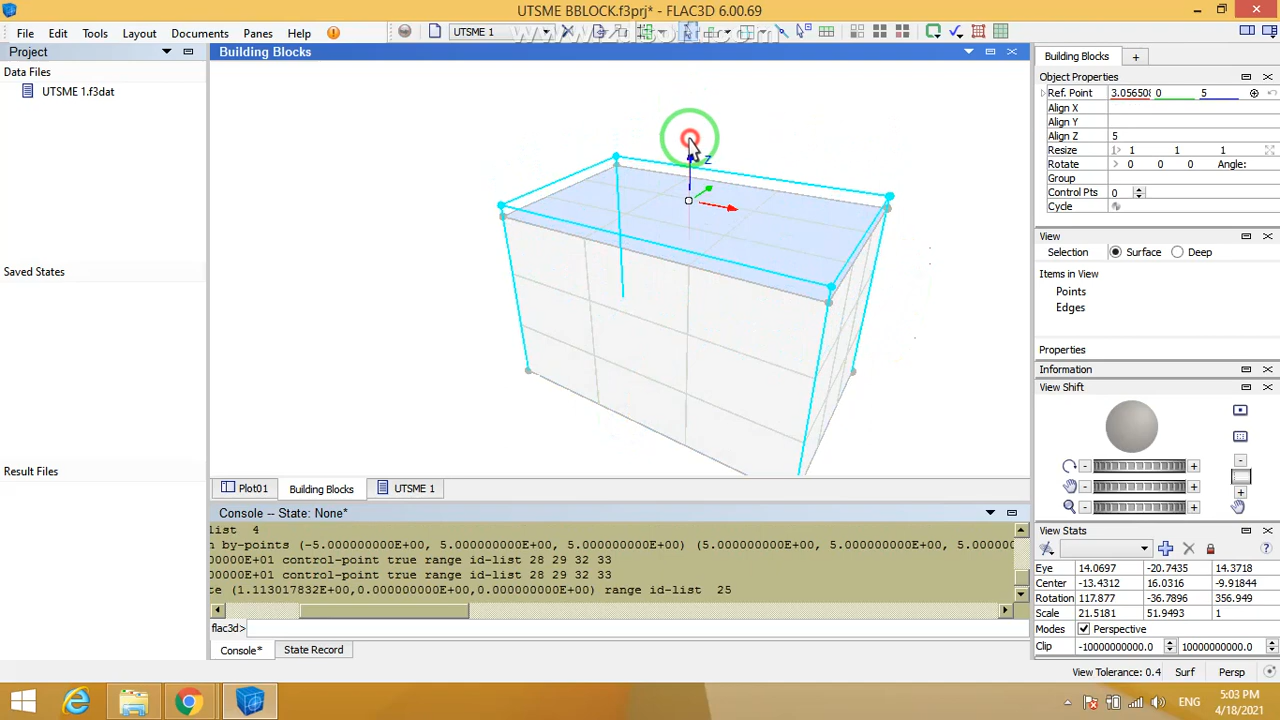 UTSME BBLOCK.f3prj* - FLAC3D 6.00.69
File Edit Tools Layout Documents Panes Help
UTSME 1
Project
Data Files
UTSME 1.f3dat
Saved States
Result Files
Building Blocks
Z
Plot01 Building Blocks UTSME 1
Console -- State: None*
list 4
n by-points (-5.0
000000000E+00, 5.000000000E+00, 5.000000000E+00) (5.000000000E+00, 5.00000
00000E+01 control-point true range id-list 28 29 32 33
00000E+01 control-point true range id-list 28 29 32 33
te (1.113017832E+00,0.000000000E+00,0.000000000E+00) range id-list 25
flac3d>
Console* State Record
Building Blocks +
Object Properties
Ref. Point 3.05650 0 5
Align X
Align Y
Align Z 5
Resize 1 1 1
Rotate 0 0 0 Angle:
Group
Control Pts 0
Cycle
View
Selection Surface Deep
Items in View
Points
Edges
Properties
Information
View Shift
View Stats
Eye 14.0697 -20.7435 14.3718
Center -13.4312 16.0316 -9.91844
Rotation 117.877 -36.7896 356.949
Scale 21.5181 51.9493 1
Modes Perspective
Clip -10000000000.0 10000000000.0
View Tolerance: 0.4 Surf Persp
ENG
5:03 PM
4/18/2021